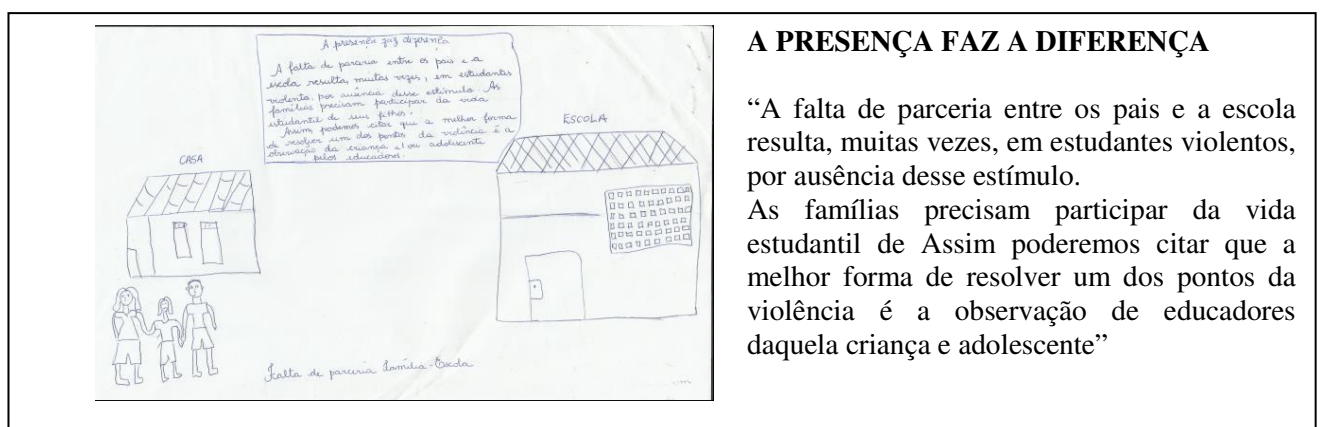 A presença faz diferença
A falta de parceria entre os pais e a
escola resulta, muitas vezes, em estudantes
violenta, por ausência desse estímulo. As
famílias precisam participar da vida
estudantil de seus filhos.
Assim podemos citar que a melhor forma
de resolver um dos pontos da violência é a
observação da criança e/ou adolescente
pelos educadores.
CASA
ESCOLA
Falta de parceria Família-Escola
A PRESENÇA FAZ A DIFERENÇA
“A falta de parceria entre os pais e a escola
resulta, muitas vezes, em estudantes violentos,
por ausência desse estímulo.
As famílias precisam participar da vida
estudantil de Assim poderemos citar que a
melhor forma de resolver um dos pontos da
violência é a observação de educadores
daquela criança e adolescente”